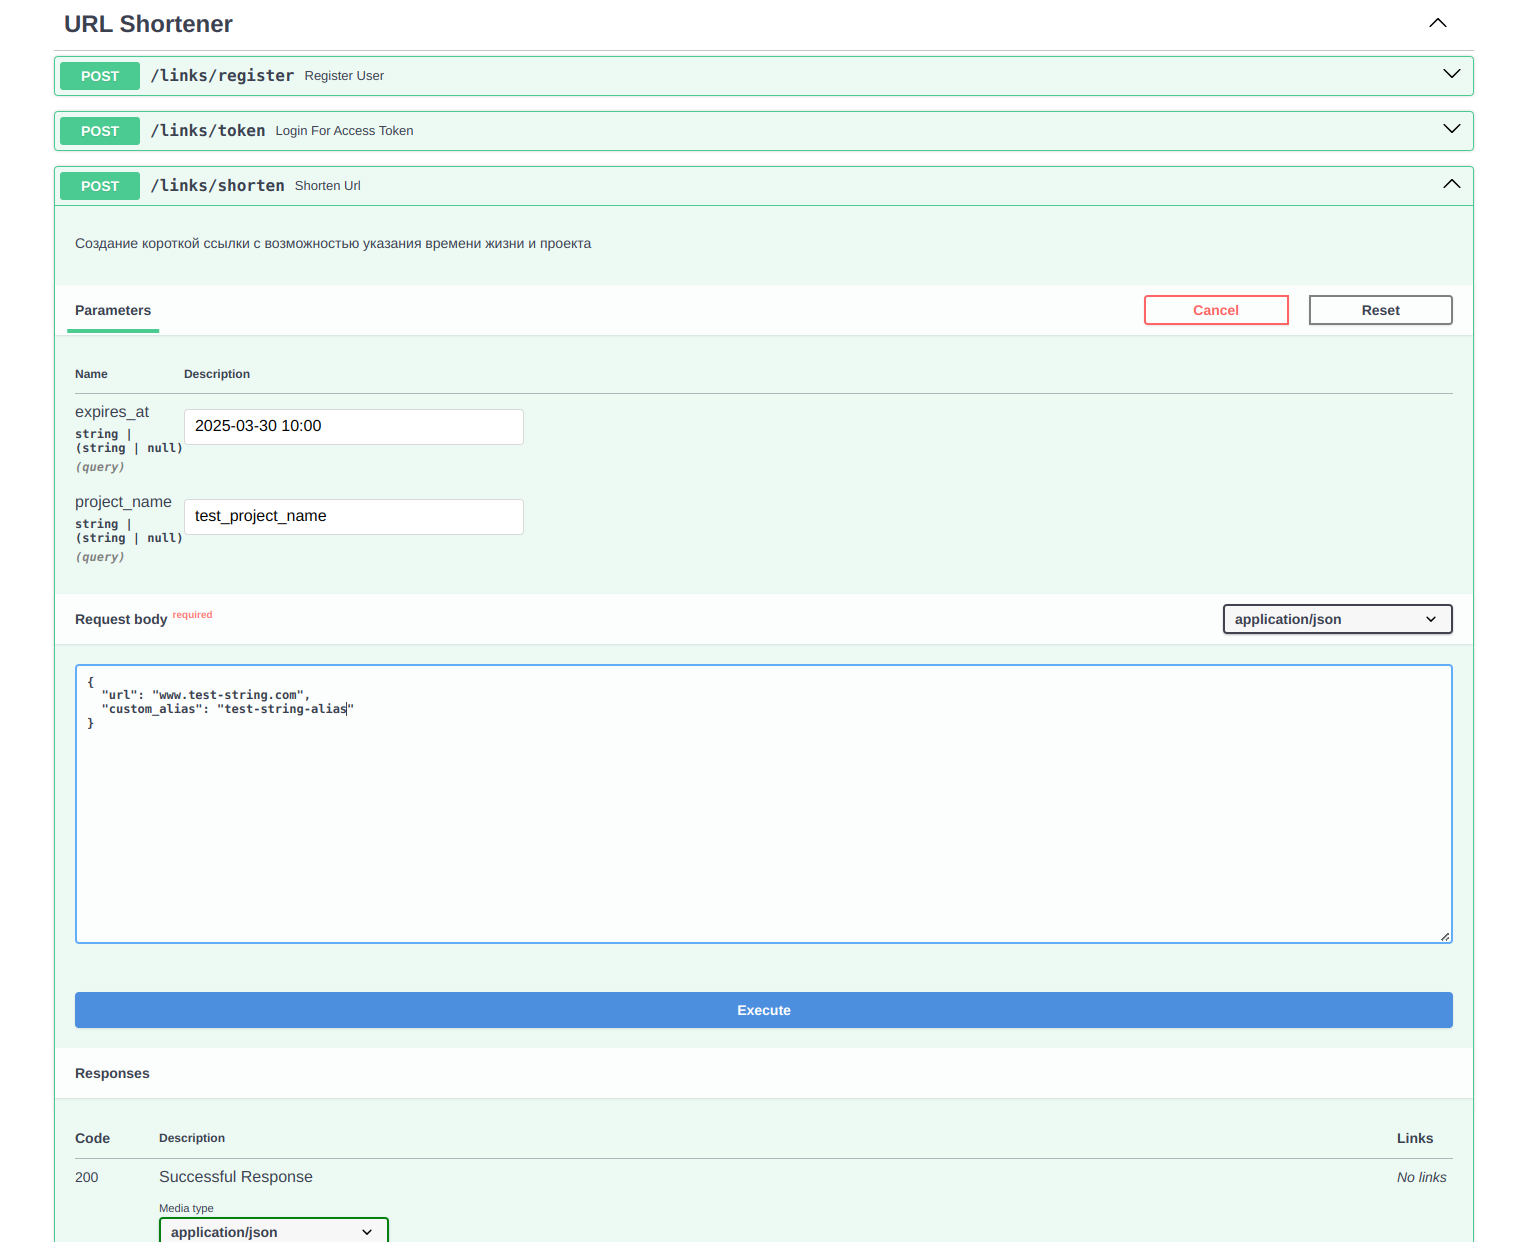 URL Shortener
POST /links/register Register User
POST /links/token Login For Access Token
POST /links/shorten Shorten Url
Создание короткой ссылки с возможностью указания времени жизни и проекта
Parameters Cancel Reset
Name Description
expires_at
string |
(string | null)
(query)
2025-03-30 10:00
project_name
string |
(string | null)
(query)
test_project_name
Request body required application/json
{
  "url": "www.test-string.com",
  "custom_alias": "test-string-alias"
}
Execute
Responses
Code Description Links
200 Successful Response No links
Media type
application/json